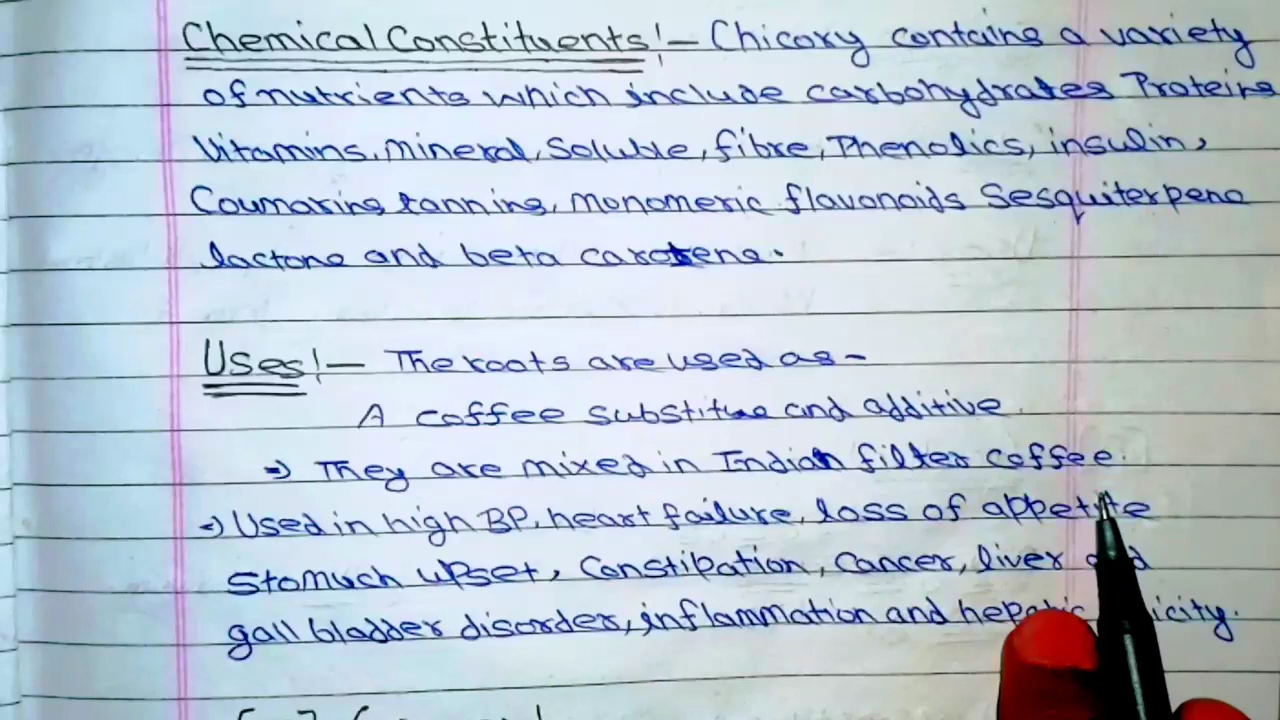 Chemical Constituents!- Chicory contains a variety
of nutrients which include carbohydrates Proteins
Vitamins, mineral, Soluble, fibre, Phenolics, insulin,
Coumarins tannins, monomeric flavonoids Sesquiterpene
lactone and beta carotene.
Uses!- The roots are used as -
A coffee substitue and additive.
⇒ They are mixed in Indian filter coffee.
→ Used in high BP, heart failure, loss of appetite
Stomuch upset, Constipation, Cancer, liver
gall bladder disorder, inflammation and